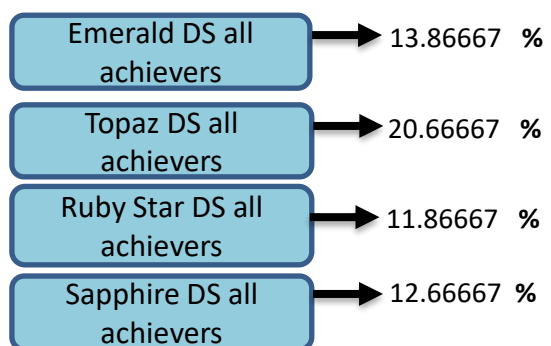 Emerald DS all
achievers
13.86667 %
Topaz DS all
achievers
20.66667 %
Ruby Star DS all
achievers
11.86667 %
Sapphire DS all
achievers
12.66667 %